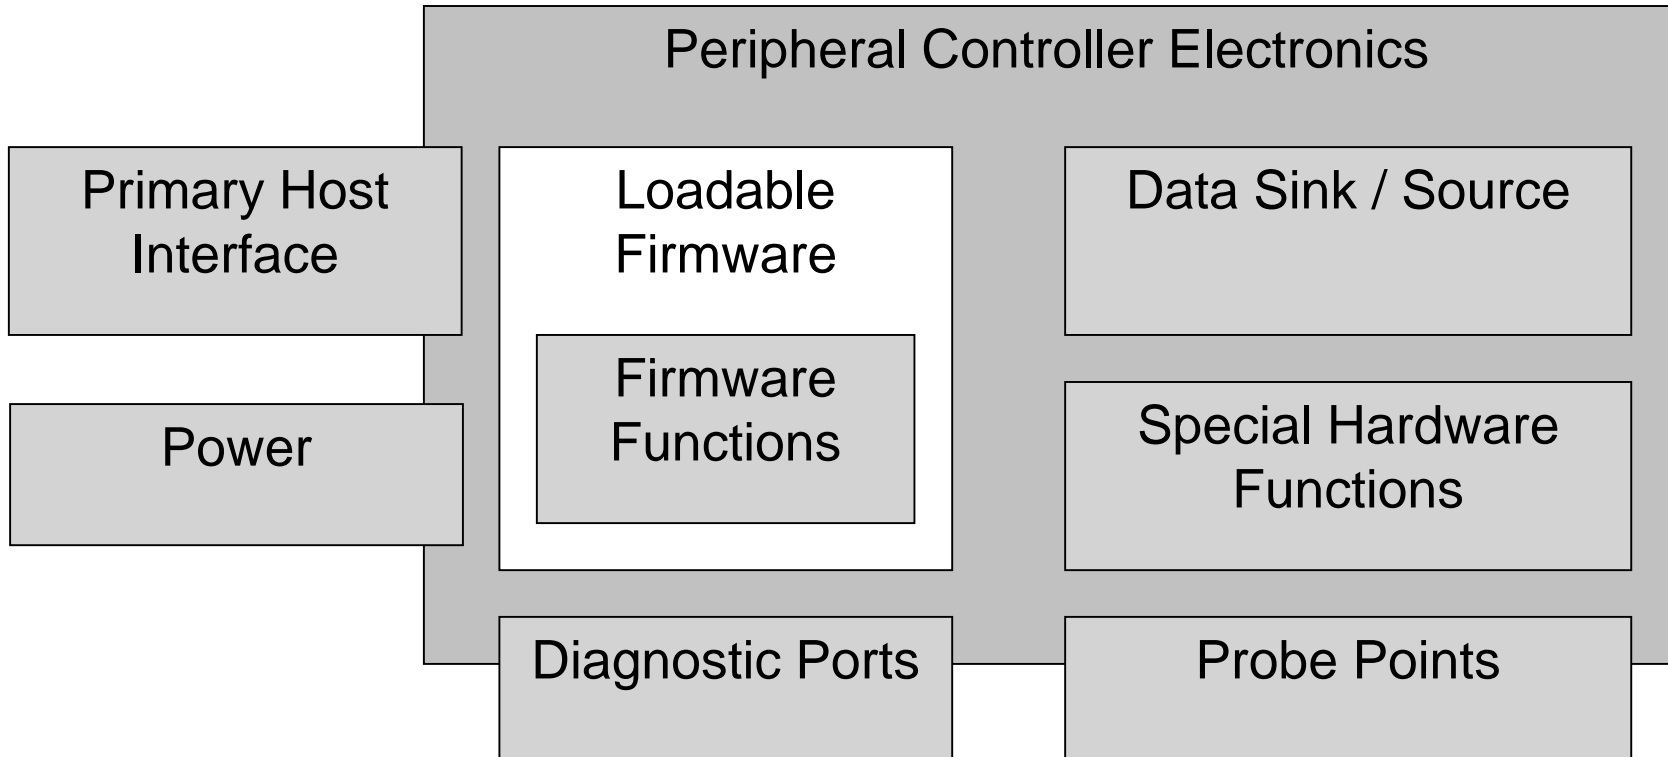 Peripheral Controller Electronics
Primary Host
Interface
Loadable
Firmware
Data Sink / Source
Firmware
Functions
Power
Special Hardware
Functions
Diagnostic Ports
Probe Points